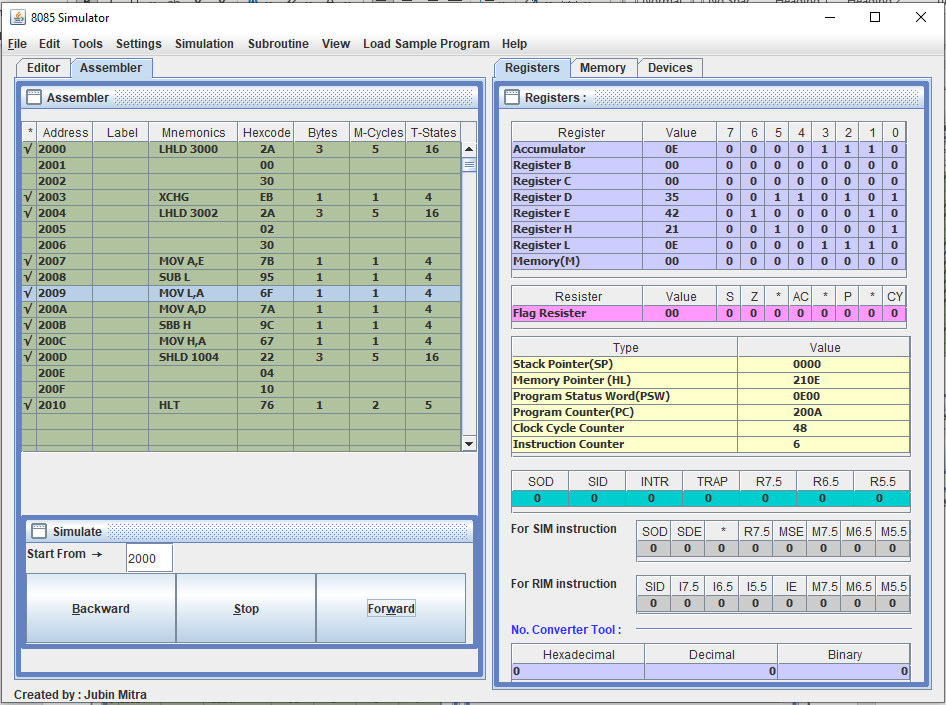 8085 Simulator
File Edit Tools Settings Simulation Subroutine View Load Sample Program Help
Editor Assembler
Assembler
* Address Label Mnemonics Hexcode Bytes M-Cycles T-States
√ 2000 LHLD 3000 2A 3 5 16
2001 00
2002 30
√ 2003 XCHG EB 1 1 4
√ 2004 LHLD 3002 2A 3 5 16
2005 02
2006 30
√ 2007 MOV A,E 7B 1 1 4
√ 2008 SUB L 95 1 1 4
√ 2009 MOV L,A 6F 1 1 4
√ 200A MOV A,D 7A 1 1 4
√ 200B SBB H 9C 1 1 4
√ 200C MOV H,A 67 1 1 4
√ 200D SHLD 1004 22 3 5 16
200E 04
200F 10
√ 2010 HLT 76 1 2 5
Simulate
Start From → 2000
Backward Stop Forward
Created by : Jubin Mitra
Registers Memory Devices
Registers :
Register Value 7 6 5 4 3 2 1 0
Accumulator 0E 0 0 0 0 1 1 1 0
Register B 00 0 0 0 0 0 0 0 0
Register C 00 0 0 0 0 0 0 0 0
Register D 35 0 0 1 1 0 1 0 1
Register E 42 0 1 0 0 0 0 1 0
Register H 21 0 0 1 0 0 0 0 1
Register L 0E 0 0 0 0 1 1 1 0
Memory(M) 00 0 0 0 0 0 0 0 0
Resister Value S Z * AC * P * CY
Flag Resister 00 0 0 0 0 0 0 0 0
Type Value
Stack Pointer(SP) 0000
Memory Pointer (HL) 210E
Program Status Word(PSW) 0E00
Program Counter(PC) 200A
Clock Cycle Counter 48
Instruction Counter 6
SOD SID INTR TRAP R7.5 R6.5 R5.5
0 0 0 0 0 0 0
For SIM instruction
SOD SDE * R7.5 MSE M7.5 M6.5 M5.5
0 0 0 0 0 0 0 0
For RIM instruction
SID I7.5 I6.5 I5.5 IE M7.5 M6.5 M5.5
0 0 0 0 0 0 0 0
No. Converter Tool :
Hexadecimal Decimal Binary
0 0 0